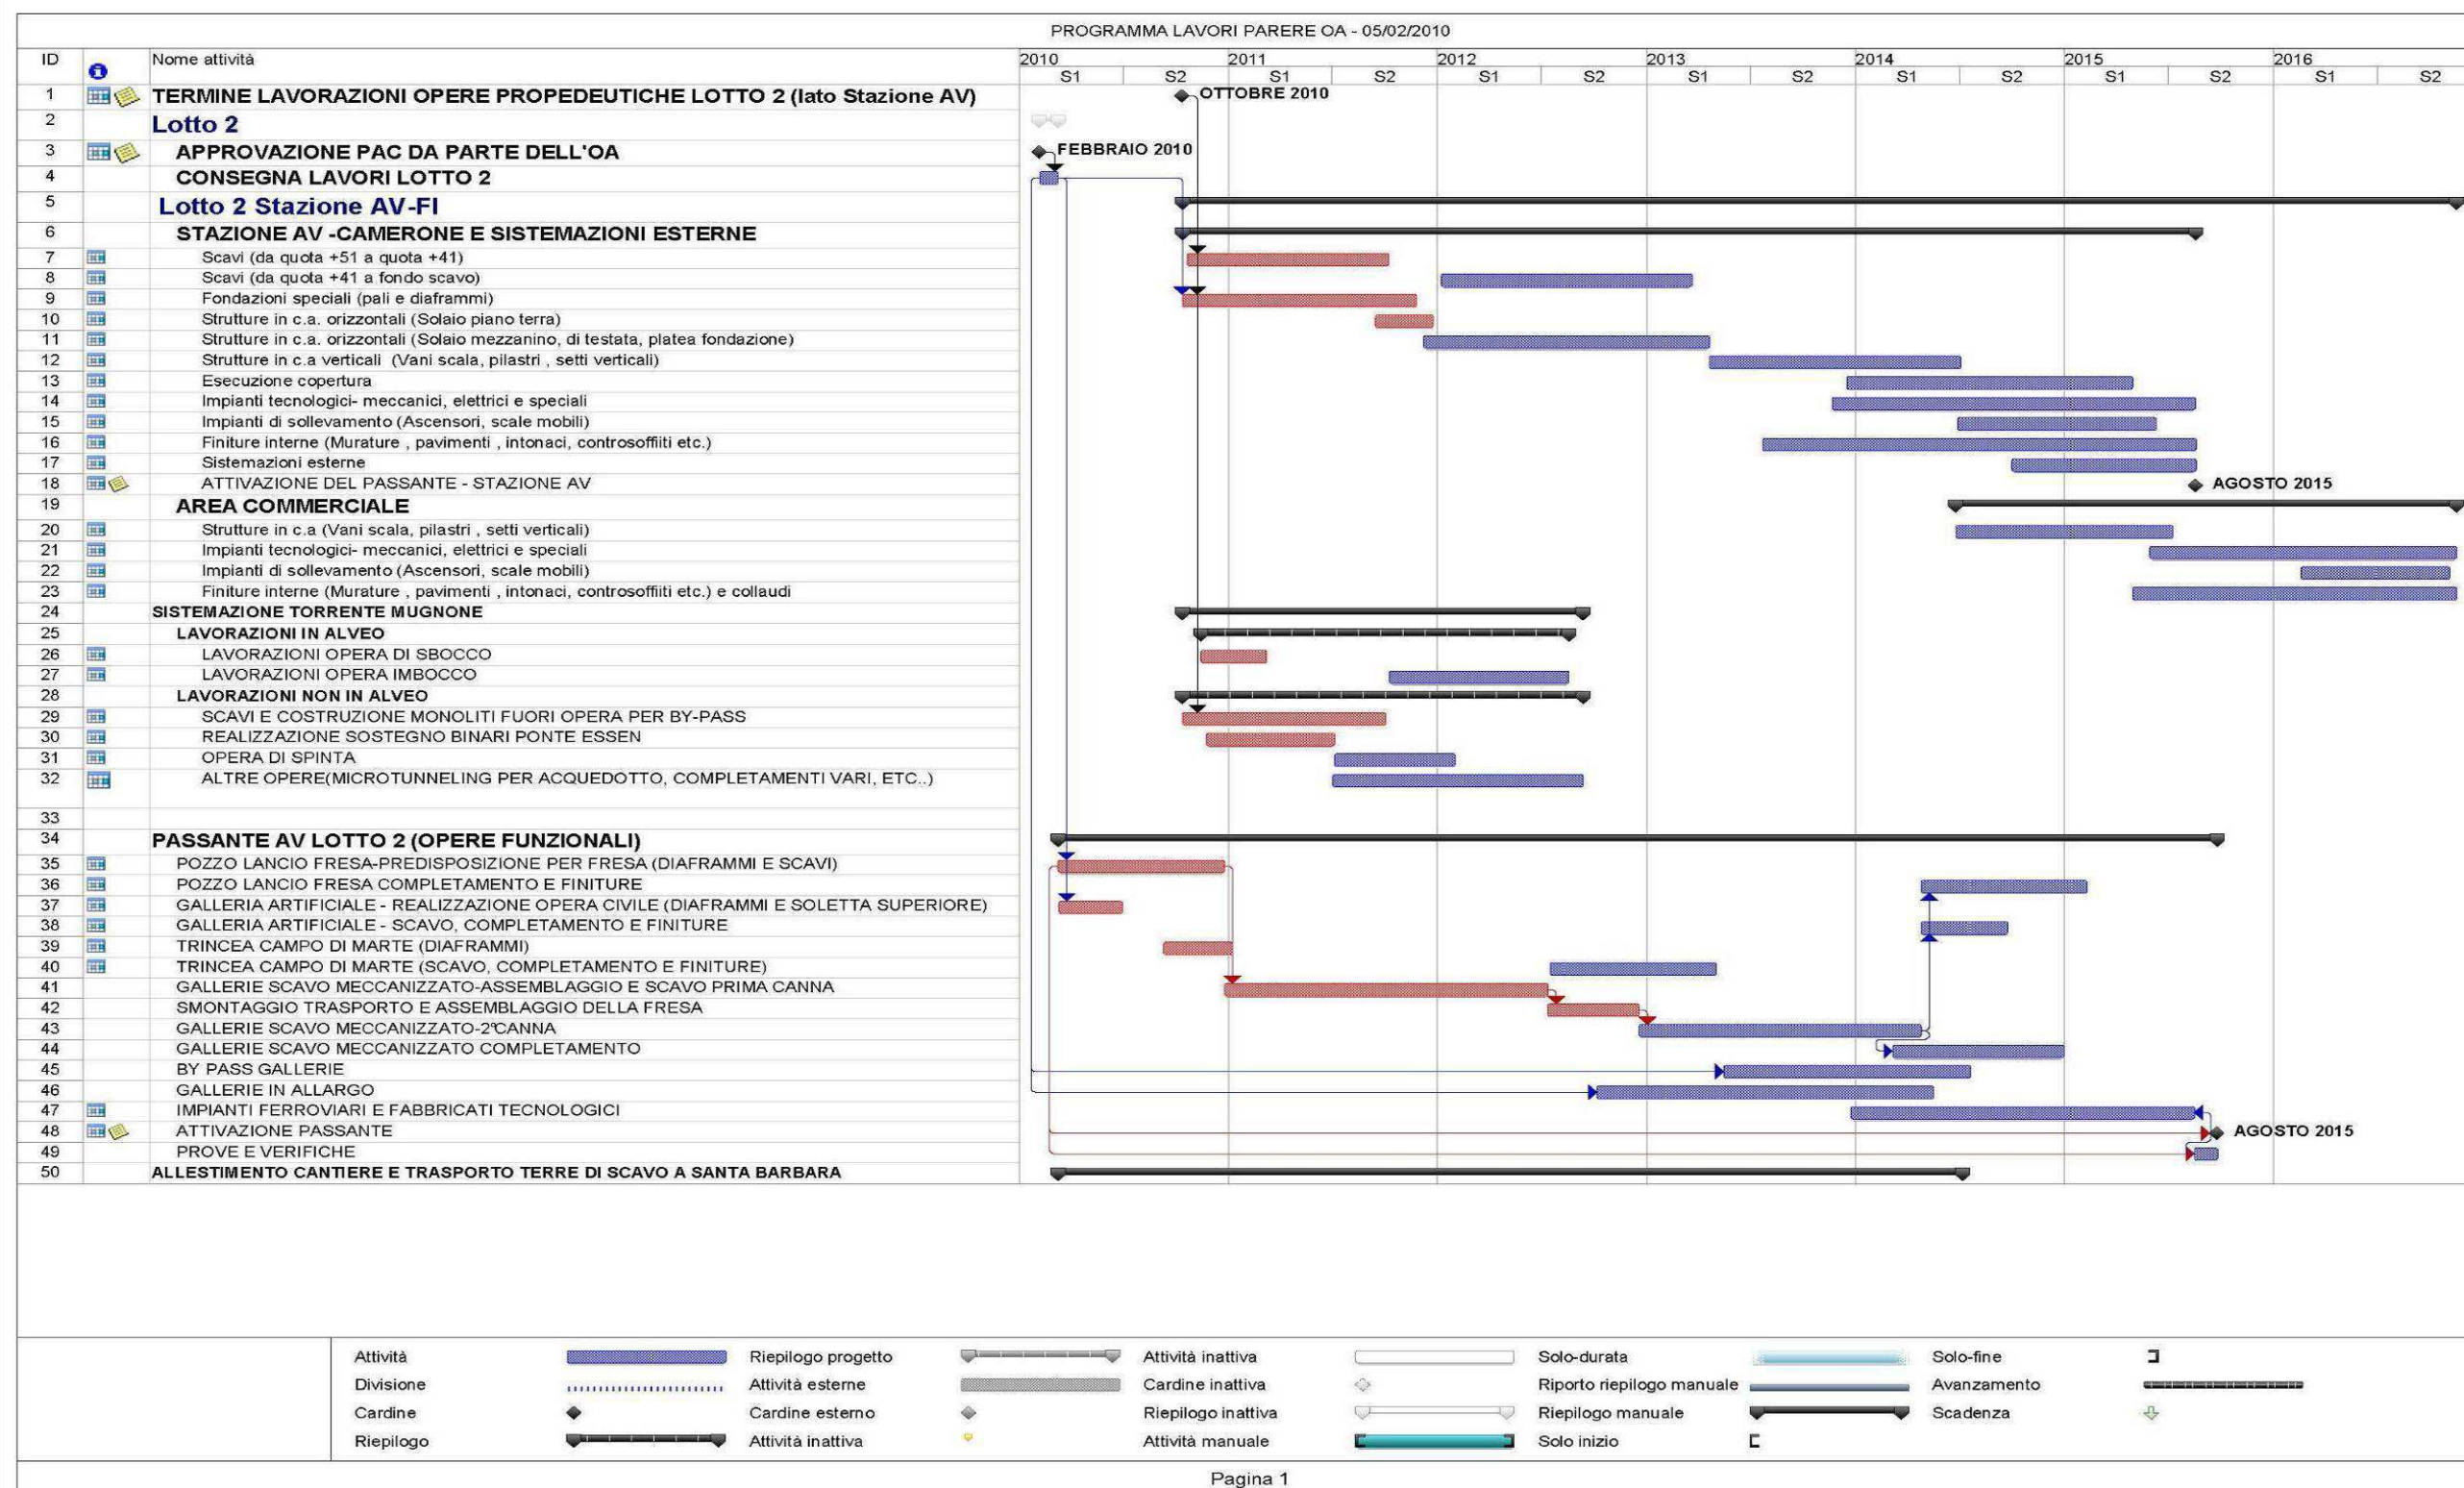 PROGRAMMA LAVORI PARERE OA - 05/02/2010
ID Nome attività 2010 2011 2012 2013 2014 2015 2016
S1 S2 S1 S2 S1 S2 S1 S2 S1 S2 S1 S2 S1 S2
1 TERMINE LAVORAZIONI OPERE PROPEDEUTICHE LOTTO 2 (lato Stazione AV) OTTOBRE 2010
2 Lotto 2
3 APPROVAZIONE PAC DA PARTE DELL'OA FEBBRAIO 2010
4 CONSEGNA LAVORI LOTTO 2
5 Lotto 2 Stazione AV-FI
6 STAZIONE AV -CAMERONE E SISTEMAZIONI ESTERNE
7 Scavi (da quota +51 a quota +41)
8 Scavi (da quota +41 a fondo scavo)
9 Fondazioni speciali (pali e diaframmi)
10 Strutture in c.a. orizzontali (Solaio piano terra)
11 Strutture in c.a. orizzontali (Solaio mezzanino, di testata, platea fondazione)
12 Strutture in c.a verticali (Vani scala, pilastri , setti verticali)
13 Esecuzione copertura
14 Impianti tecnologici- meccanici, elettrici e speciali
15 Impianti di sollevamento (Ascensori, scale mobili)
16 Finiture interne (Murature , pavimenti , intonaci, controsoffiiti etc.)
17 Sistemazioni esterne
18 ATTIVAZIONE DEL PASSANTE - STAZIONE AV AGOSTO 2015
19 AREA COMMERCIALE
20 Strutture in c.a (Vani scala, pilastri , setti verticali)
21 Impianti tecnologici- meccanici, elettrici e speciali
22 Impianti di sollevamento (Ascensori, scale mobili)
23 Finiture interne (Murature , pavimenti , intonaci, controsoffiiti etc.) e collaudi
24 SISTEMAZIONE TORRENTE MUGNONE
25 LAVORAZIONI IN ALVEO
26 LAVORAZIONI OPERA DI SBOCCO
27 LAVORAZIONI OPERA IMBOCCO
28 LAVORAZIONI NON IN ALVEO
29 SCAVI E COSTRUZIONE MONOLITI FUORI OPERA PER BY-PASS
30 REALIZZAZIONE SOSTEGNO BINARI PONTE ESSEN
31 OPERA DI SPINTA
32 ALTRE OPERE(MICROTUNNELING PER ACQUEDOTTO, COMPLETAMENTI VARI, ETC..)
33
34 PASSANTE AV LOTTO 2 (OPERE FUNZIONALI)
35 POZZO LANCIO FRESA-PREDISPOSIZIONE PER FRESA (DIAFRAMMI E SCAVI)
36 POZZO LANCIO FRESA COMPLETAMENTO E FINITURE
37 GALLERIA ARTIFICIALE - REALIZZAZIONE OPERA CIVILE (DIAFRAMMI E SOLETTA SUPERIORE)
38 GALLERIA ARTIFICIALE - SCAVO, COMPLETAMENTO E FINITURE
39 TRINCEA CAMPO DI MARTE (DIAFRAMMI)
40 TRINCEA CAMPO DI MARTE (SCAVO, COMPLETAMENTO E FINITURE)
41 GALLERIE SCAVO MECCANIZZATO-ASSEMBLAGGIO E SCAVO PRIMA CANNA
42 SMONTAGGIO TRASPORTO E ASSEMBLAGGIO DELLA FRESA
43 GALLERIE SCAVO MECCANIZZATO-2°CANNA
44 GALLERIE SCAVO MECCANIZZATO COMPLETAMENTO
45 BY PASS GALLERIE
46 GALLERIE IN ALLARGO
47 IMPIANTI FERROVIARI E FABBRICATI TECNOLOGICI
48 ATTIVAZIONE PASSANTE AGOSTO 2015
49 PROVE E VERIFICHE
50 ALLESTIMENTO CANTIERE E TRASPORTO TERRE DI SCAVO A SANTA BARBARA
Attività Riepilogo progetto Attività inattiva Solo-durata Solo-fine
Divisione Attività esterne Cardine inattiva Riporto riepilogo manuale Avanzamento
Cardine Cardine esterno Riepilogo inattiva Riepilogo manuale Scadenza
Riepilogo Attività inattiva Attività manuale Solo inizio
Pagina 1